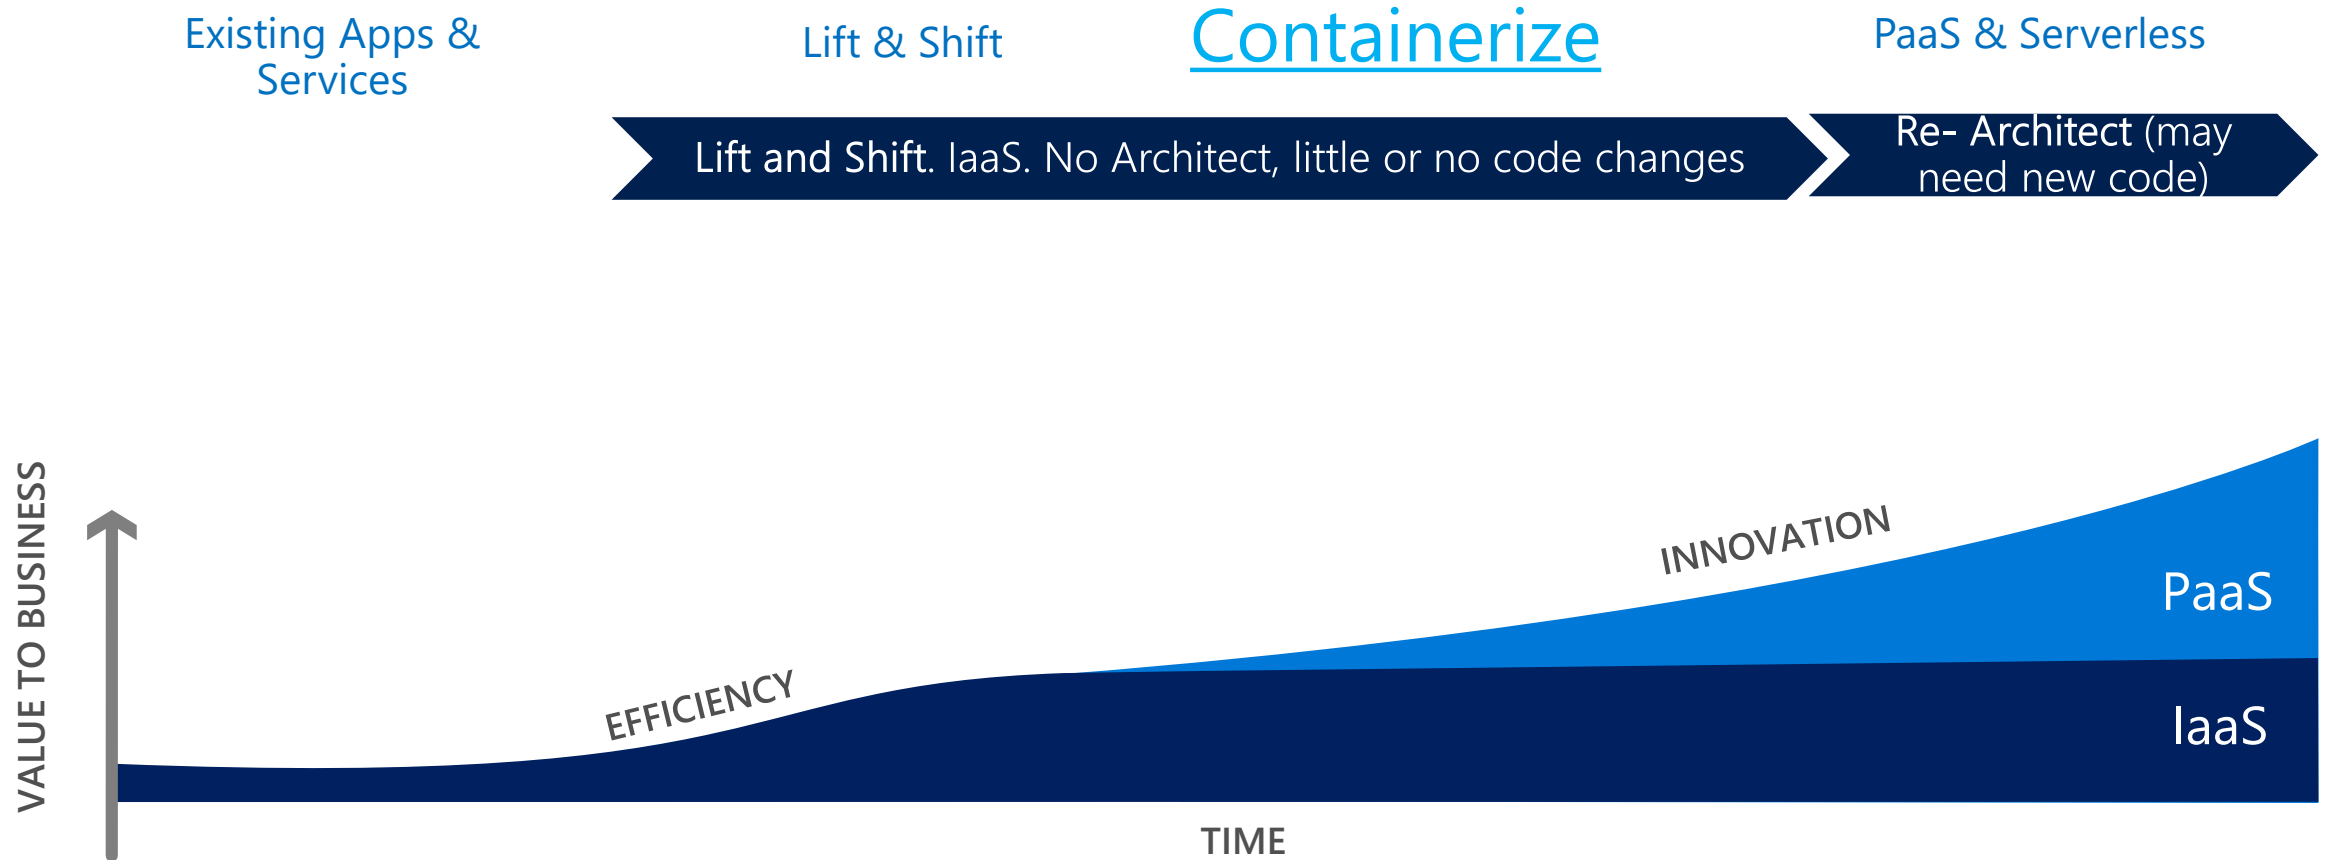 Existing Apps &
Services
Lift & Shift
Containerize
PaaS & Serverless
Lift and Shift. IaaS. No Architect, little or no code changes
Re- Architect (may
need new code)
VALUE TO BUSINESS
EFFICIENCY
INNOVATION
PaaS
IaaS
TIME